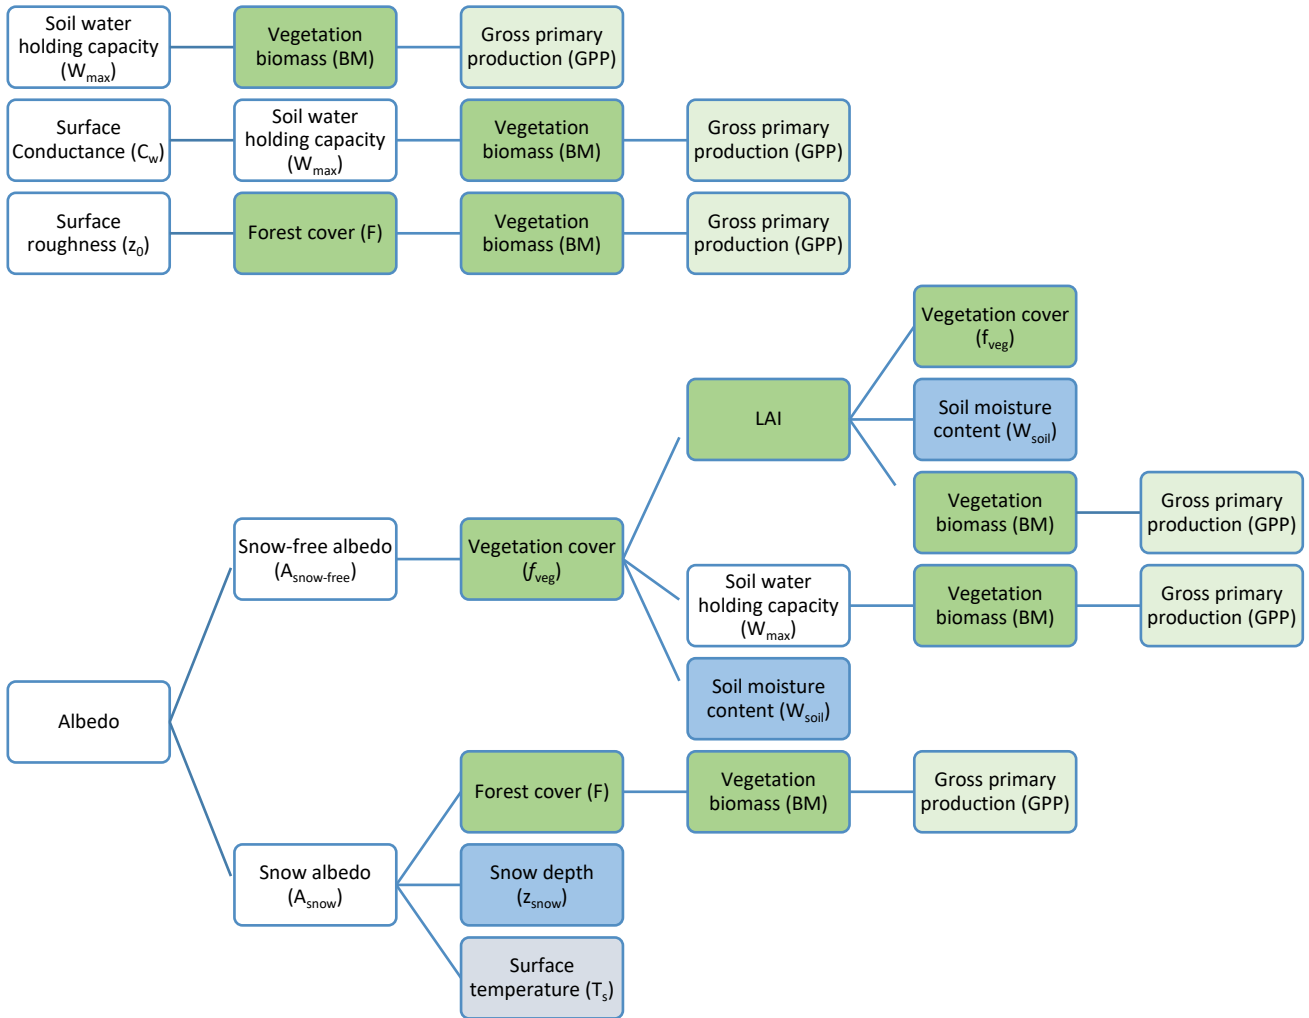 Soil water
holding capacity
(Wmax)
Vegetation
biomass (BM)
Gross primary
production (GPP)
Surface
Conductance (Cw)
Soil water
holding capacity
(Wmax)
Vegetation
biomass (BM)
Gross primary
production (GPP)
Surface
roughness (z0)
Forest cover (F)
Vegetation
biomass (BM)
Gross primary
production (GPP)
Albedo
Snow-free albedo
(Asnow-free)
Vegetation cover
(fveg)
LAI
Vegetation cover
(fveg)
Soil moisture
content (Wsoil)
Vegetation
biomass (BM)
Gross primary
production (GPP)
Soil water
holding capacity
(Wmax)
Vegetation
biomass (BM)
Gross primary
production (GPP)
Soil moisture
content (Wsoil)
Snow albedo
(Asnow)
Forest cover (F)
Vegetation
biomass (BM)
Gross primary
production (GPP)
Snow depth
(zsnow)
Surface
temperature (Ts)